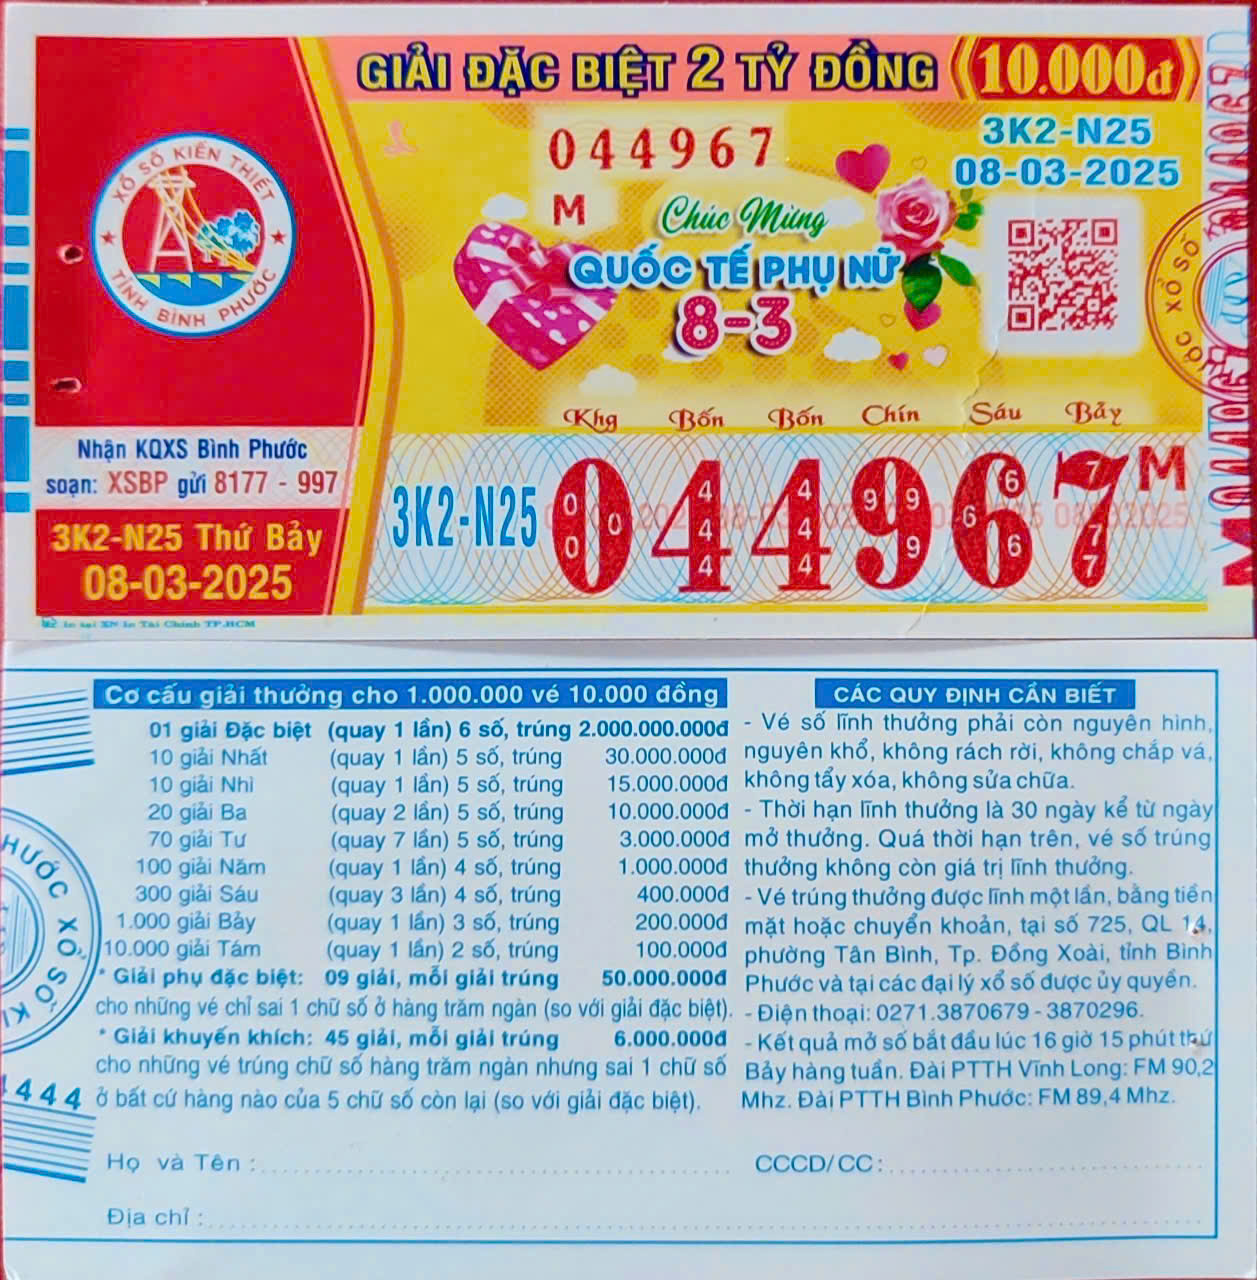 GIẢI ĐẶC BIỆT 2 TỶ ĐỒNG
10.000đ
XỔ SỐ KIẾN THIẾT
TỈNH BÌNH PHƯỚC
044967
M
3K2-N25
08-03-2025
Chúc Mừng
QUỐC TẾ PHỤ NỮ
8-3
Khg Bốn Bốn Chín Sáu Bảy
Nhận KQXS Bình Phước
soạn: XSBP gửi 8177 - 997
3K2-N25 Thứ Bảy
08-03-2025
3K2-N25
044967
M
In tại XN In Tài Chính TP.HCM
Cơ cấu giải thưởng cho 1.000.000 vé 10.000 đồng
01 giải Đặc biệt (quay 1 lần) 6 số, trúng 2.000.000.000đ
10 giải Nhất (quay 1 lần) 5 số, trúng 30.000.000đ
10 giải Nhì (quay 1 lần) 5 số, trúng 15.000.000đ
20 giải Ba (quay 2 lần) 5 số, trúng 10.000.000đ
70 giải Tư (quay 7 lần) 5 số, trúng 3.000.000đ
100 giải Năm (quay 1 lần) 4 số, trúng 1.000.000đ
300 giải Sáu (quay 3 lần) 4 số, trúng 400.000đ
1.000 giải Bảy (quay 1 lần) 3 số, trúng 200.000đ
10.000 giải Tám (quay 1 lần) 2 số, trúng 100.000đ
* Giải phụ đặc biệt: 09 giải, mỗi giải trúng 50.000.000đ
cho những vé chỉ sai 1 chữ số ở hàng trăm ngàn (so với giải đặc biệt).
* Giải khuyến khích: 45 giải, mỗi giải trúng 6.000.000đ
cho những vé trúng chữ số hàng trăm ngàn nhưng sai 1 chữ số
ở bất cứ hàng nào của 5 chữ số còn lại (so với giải đặc biệt).
CÁC QUY ĐỊNH CẦN BIẾT
- Vé số lĩnh thưởng phải còn nguyên hình,
nguyên khổ, không rách rời, không chắp vá,
không tẩy xóa, không sửa chữa.
- Thời hạn lĩnh thưởng là 30 ngày kể từ ngày
mở thưởng. Quá thời hạn trên, vé số trúng
thưởng không còn giá trị lĩnh thưởng.
- Vé trúng thưởng được lĩnh một lần, bằng tiền
mặt hoặc chuyển khoản, tại số 725, QL 14,
phường Tân Bình, Tp. Đồng Xoài, tỉnh Bình
Phước và tại các đại lý xổ số được ủy quyền.
- Điện thoại: 0271.3870679 - 3870296.
- Kết quả mở số bắt đầu lúc 16 giờ 15 phút thứ
Bảy hàng tuần. Đài PTTH Vĩnh Long: FM 90,2
Mhz. Đài PTTH Bình Phước: FM 89,4 Mhz.
HƯỚC XỔ SỐ
444
Họ và Tên :
CCCD/CC :
Địa chỉ :